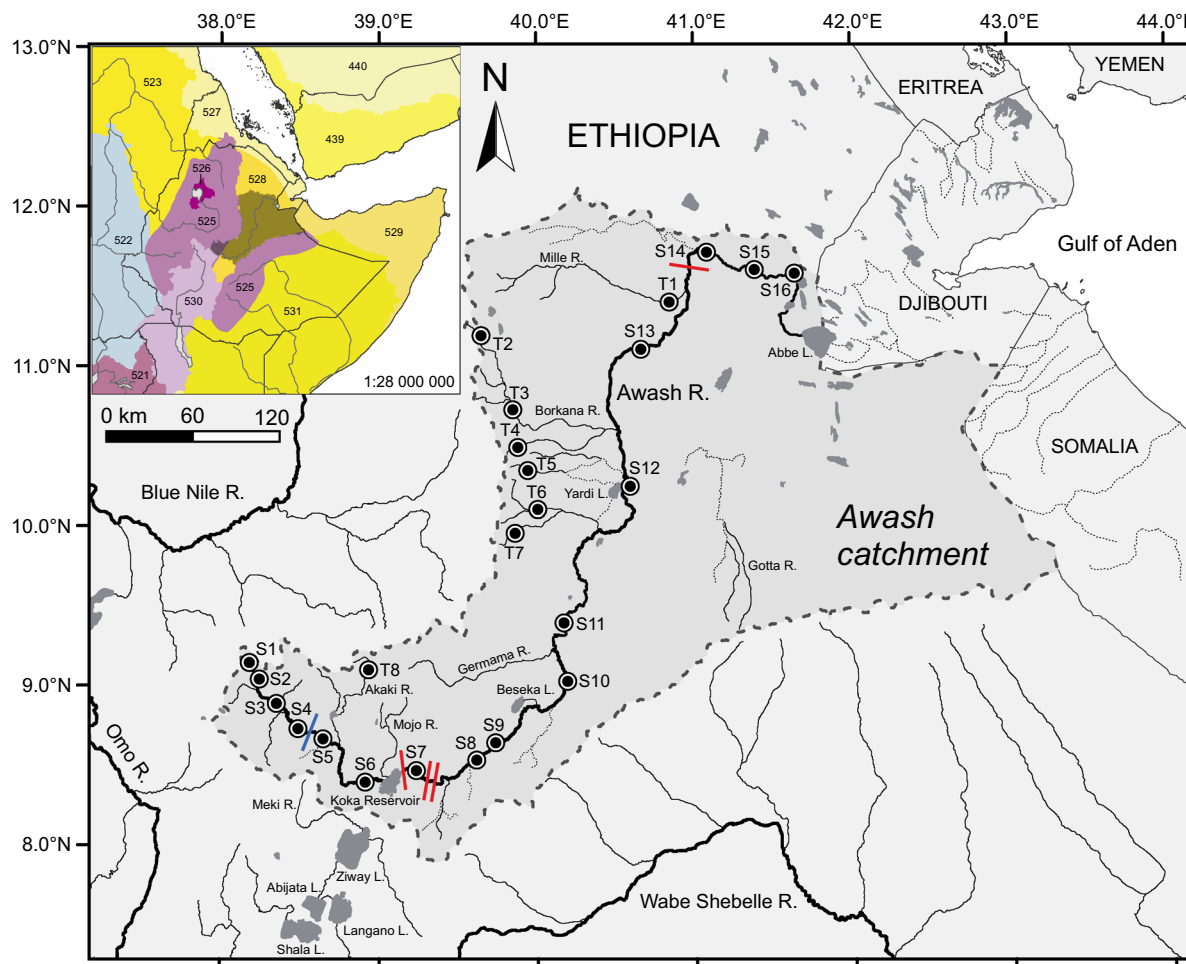 38.0°E 39.0°E 40.0°E 41.0°E 42.0°E 43.0°E 44.0°E
13.0°N
12.0°N
11.0°N
10.0°N
9.0°N
8.0°N
523
440
527
439
526
528
525
522
529
530
525
531
521
1:28 000 000
0 km 60 120
N
ETHIOPIA
ERITREA
YEMEN
Gulf of Aden
DJIBOUTI
SOMALIA
S14
S15
S16
Mille R.
T1
S13
Abbe L.
T2
Awash R.
T3
Borkana R.
T4
T5
S12
T6
Yardi L.
T7
Blue Nile R.
Awash
catchment
Gotta R.
S11
S1
S2
T8
Germama R.
S10
Akaki R.
Beseka L.
S3
S4
Mojo R.
S9
S8
S5
S7
S6
Omo R.
Koka Reservoir
Meki R.
Ziway L.
Abijata L.
Langano L.
Shala L.
Wabe Shebelle R.